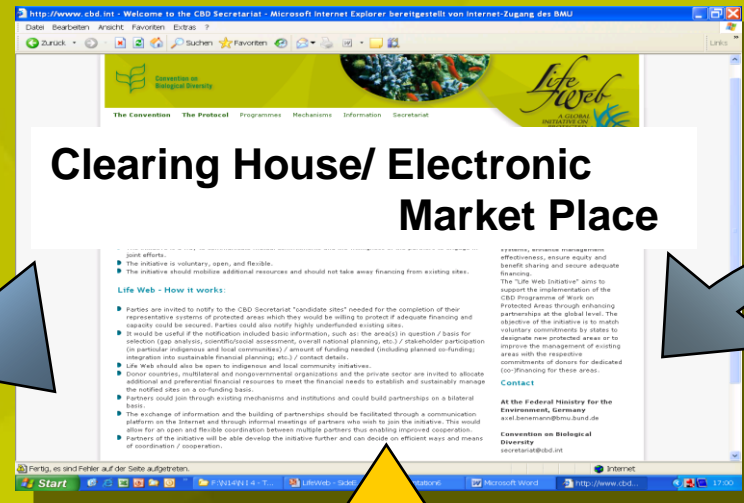 http://www.cbd.int - Welcome to the CBD Secretariat - Microsoft Internet Explorer bereitgestellt von Internet-Zugang des BMU
Datei Bearbeiten Ansicht Favoriten Extras ?
Zurück Suchen Favoriten Links
Convention on
Biological Diversity
Life
Web
A GLOBAL
INITIATIVE ON
The Convention The Protocol Programmes Mechanisms Information Secretariat
Clearing House/ Electronic
Market Place
joint efforts.
The initiative is voluntary, open, and flexible.
The initiative should mobilize additional resources and should not take away financing from existing sites.
Life Web - How it works:
Parties are invited to notify to the CBD Secretariat "candidate sites" needed for the completion of their
representative systems of protected areas which they would be willing to protect if adequate financing and
capacity could be secured. Parties could also notify highly underfunded existing sites.
It would be useful if the notification included basic information, such as: the area(s) in question / basis for
selection (gap analysis, scientific/social assessment, overall national planning, etc.) / stakeholder participation
(in particular indigenous and local communities) / amount of funding needed (including planned co-funding;
integration into sustainable financial planning; etc.) / contact details.
Life Web should also be open to indigenous and local community initiatives.
Donor countries, multilateral and nongovernmental organizations and the private sector are invited to allocate
additional and preferential financial resources to meet the financial needs to establish and sustainably manage
the notified sites on a co-funding basis.
Partners could join through existing mechanisms and institutions and could build partnerships on a bilateral
basis.
The exchange of information and the building of partnerships should be facilitated through a communication
platform on the Internet and through informal meetings of partners who wish to join the initiative. This would
allow for an open and flexible coordination between multiple partners thus enabling improved cooperation.
Partners of the initiative will be able develop the initiative further and can decide on efficient ways and means
of coordination / cooperation.
effectiveness, ensure equity and
benefit sharing and secure adequate
financing.
The "Life Web Initiative" aims to
support the implementation of the
CBD Programme of Work on
Protected Areas through enhancing
partnerships at the global level. The
objective of the initiative is to match
voluntary commitments by states to
designate new protected areas or to
improve the management of existing
areas with the respective
commitments of donors for dedicated
(co-)financing for these areas.
Contact
At the Federal Ministry for the
Environment, Germany
axel.benemann@bmu.bund.de
Convention on Biological
Diversity
secretariat@cbd.int
Fertig, es sind Fehler auf der Seite aufgetreten. Internet
Start F:\N14\N14 - T... Microsoft Word http://www.cbd... 17:00